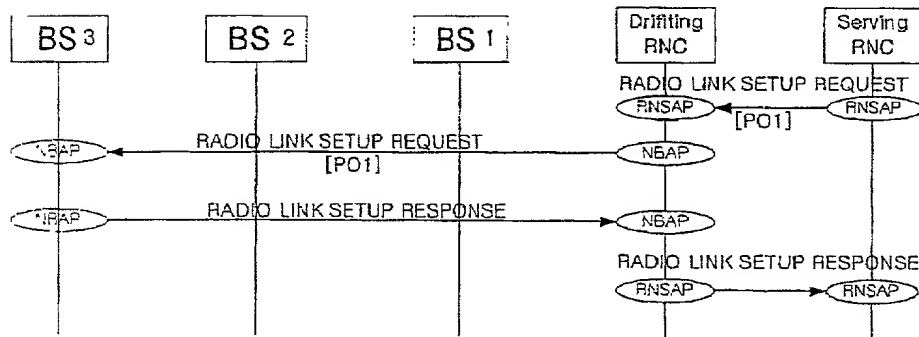 BS 3
BS 2
BS 1
Drifiting
RNC
Serving
RNC
RADIO LINK SETUP REQUEST
RNSAP
RNSAP
[PO1]
RADIO LINK SETUP REQUEST
NBAP
NBAP
[PO1]
RADIO LINK SETUP RESPONSE
NBAP
NBAP
RADIO LINK SETUP RESPONSE
RNSAP
RNSAP